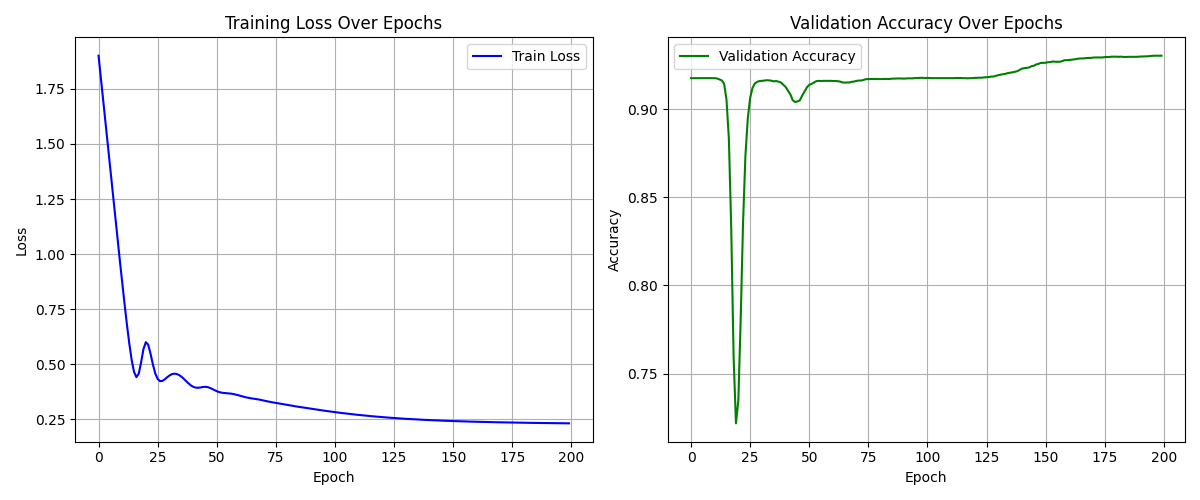 Training Loss Over Epochs
Train Loss
Loss
1.75
1.50
1.25
1.00
0.75
0.50
0.25
0 25 50 75 100 125 150 175 200
Epoch
Validation Accuracy Over Epochs
Validation Accuracy
Accuracy
0.90
0.85
0.80
0.75
0 25 50 75 100 125 150 175 200
Epoch